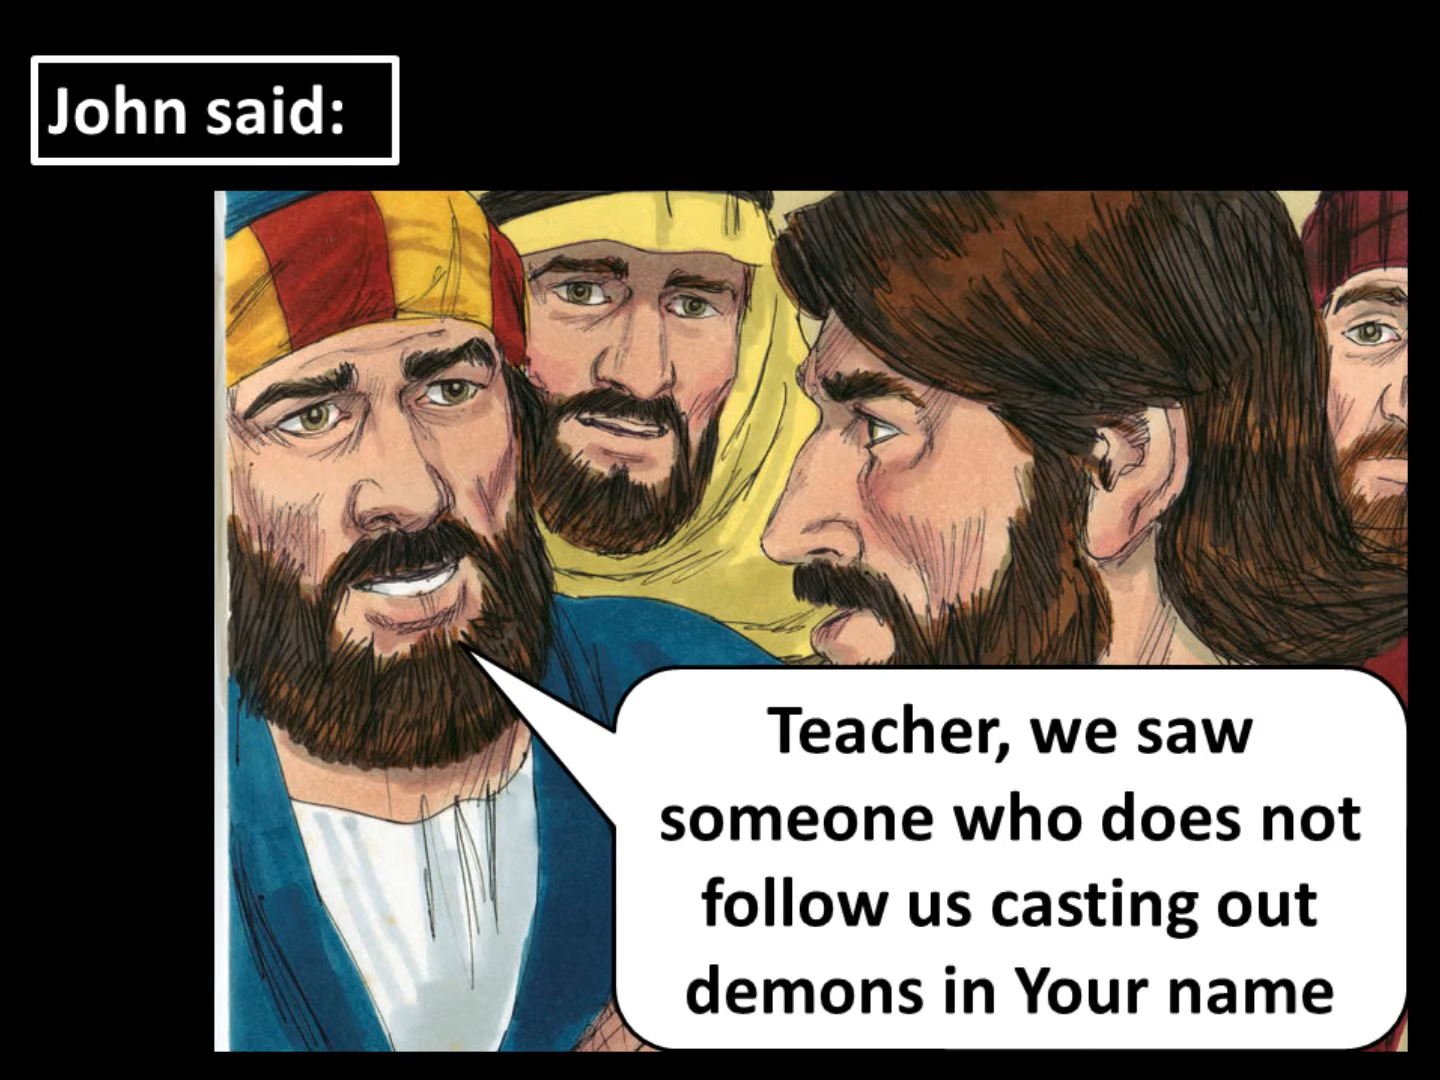 John said:
Teacher, we saw
someone who does not
follow us casting out
demons in Your name